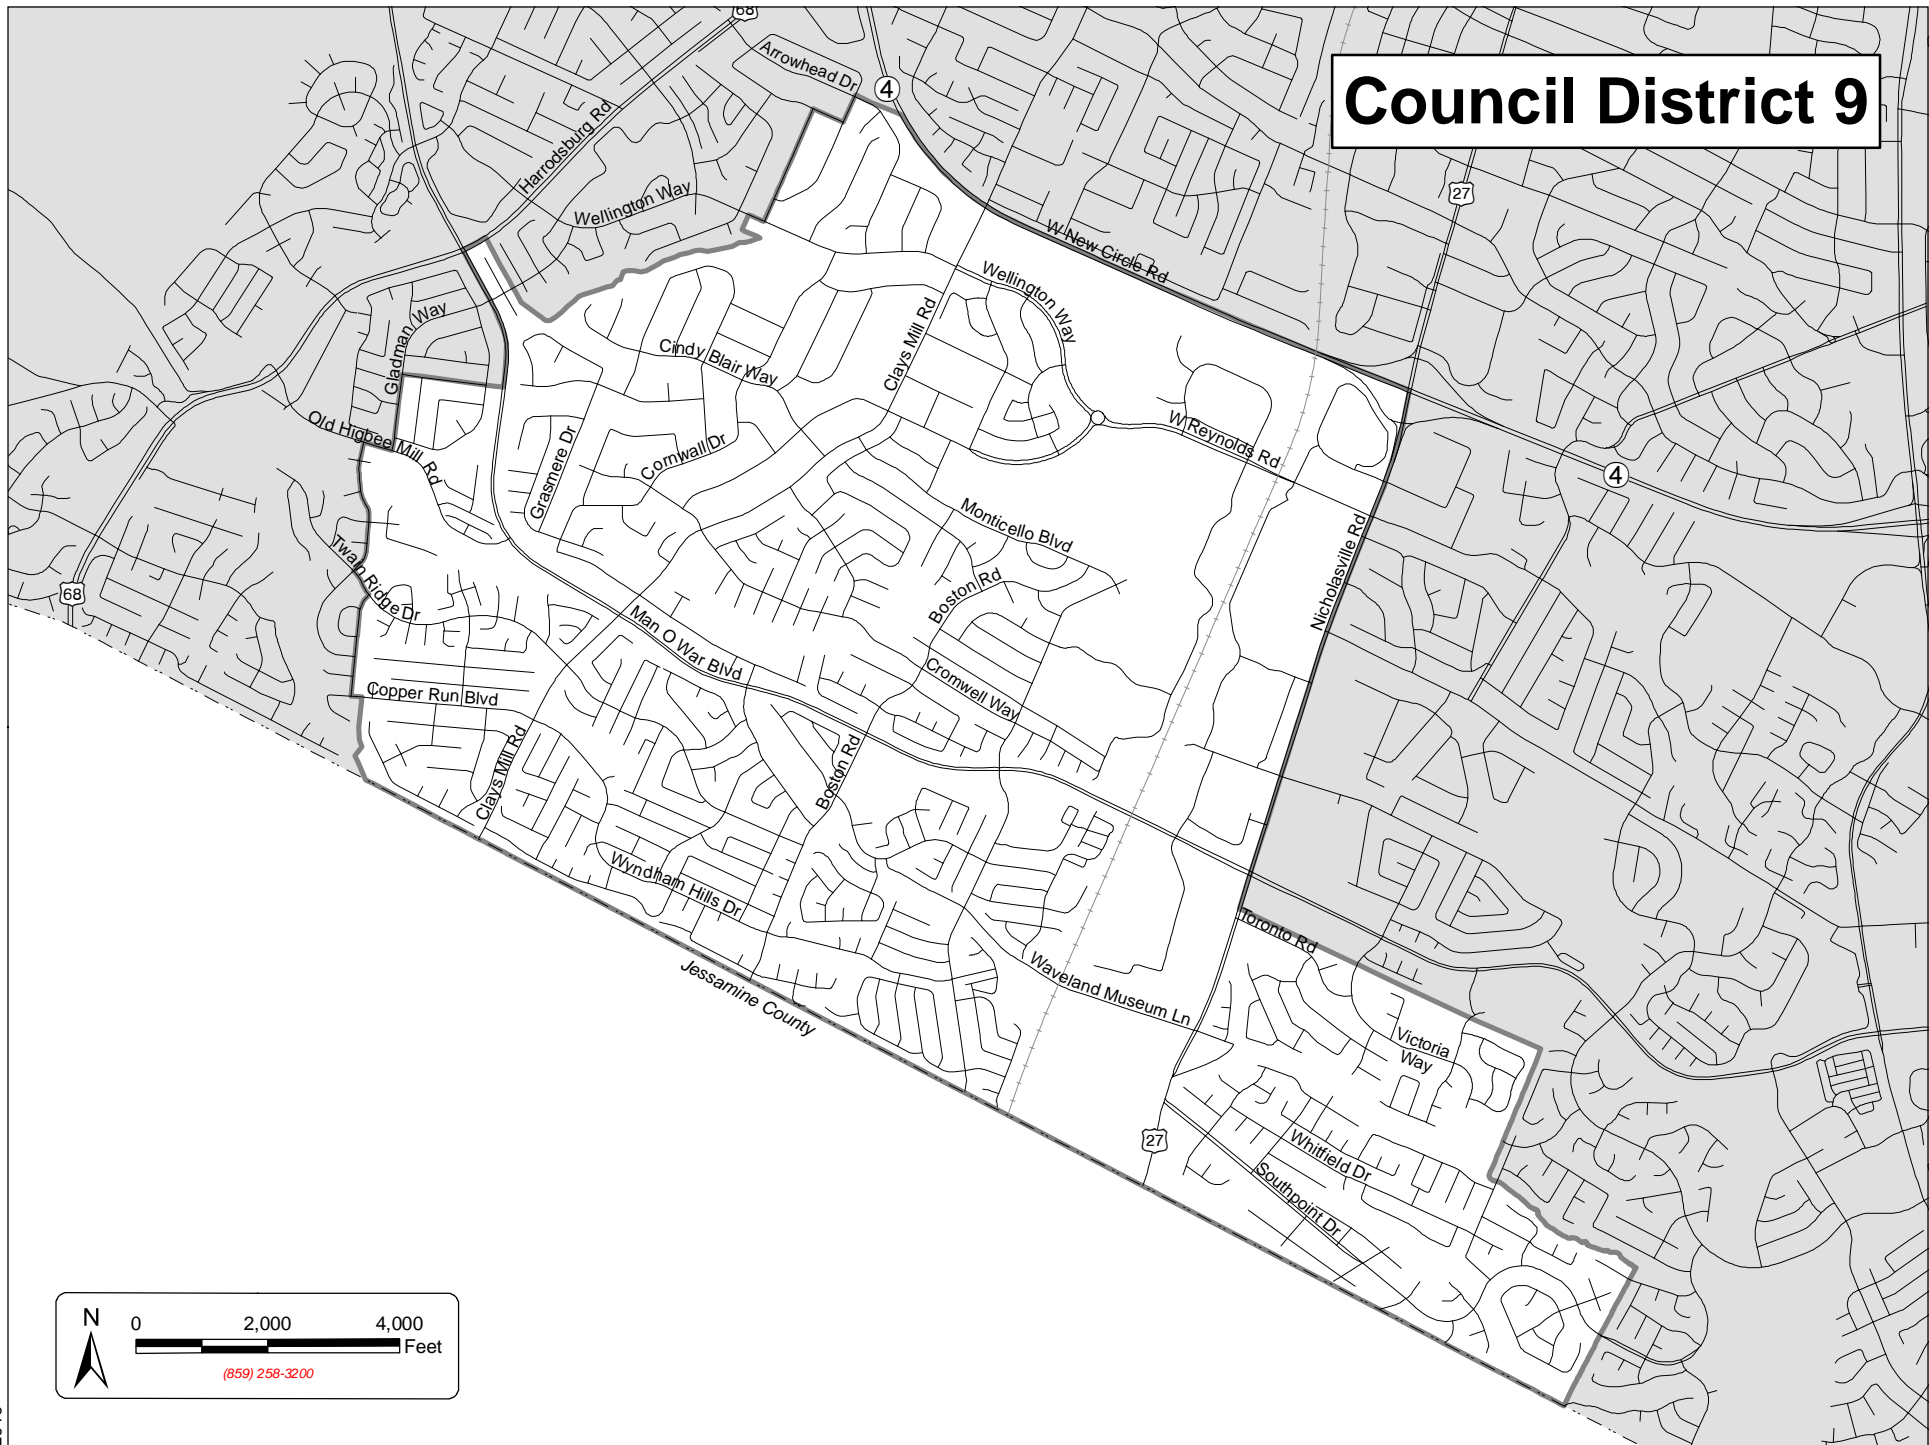 68
Arrowhead Dr
4
Council District 9
Harrodsburg Rd
Wellington Way
27
W New Circle Rd
Wellington Way
Gladman Way
Clays Mill Rd
Cindy Blair Way
Old Higbee Mill Rd
Grasmere Dr
Cornwall Dr
W Reynolds Rd
4
Monticello Blvd
Nicholasville Rd
68
Twain Ridge Dr
Boston Rd
Man O War Blvd
Cromwell Way
Copper Run Blvd
Clays Mill Rd
Boston Rd
Wyndham Hills Dr
Toronto Rd
Waveland Museum Ln
Jessamine County
Victoria
Way
27
Whitfield Dr
Southpoint Dr
N
0 2,000 4,000
Feet
(859) 258-3200